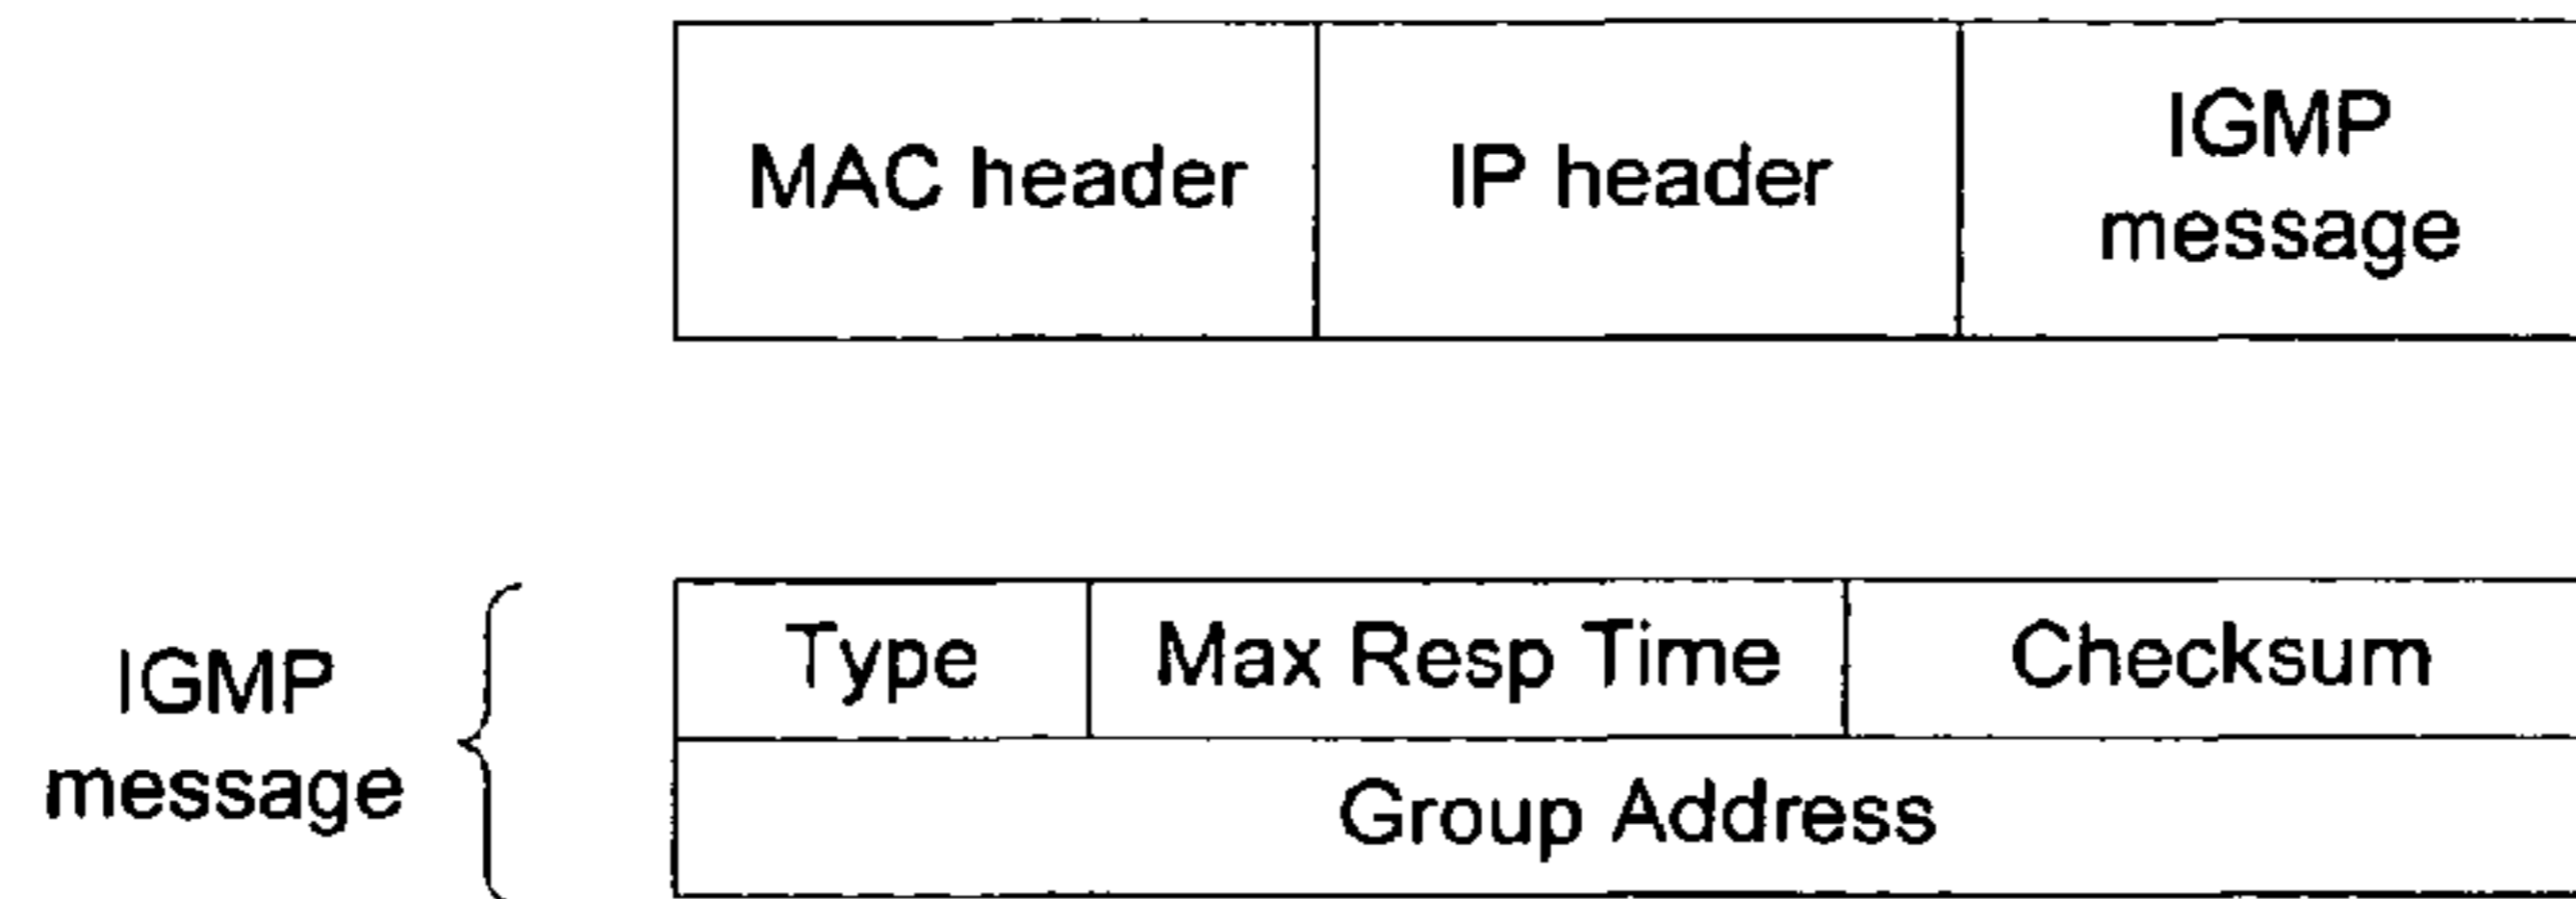 MAC header
IP header
IGMP
message
IGMP
message
Type
Max Resp Time
Checksum
Group Address